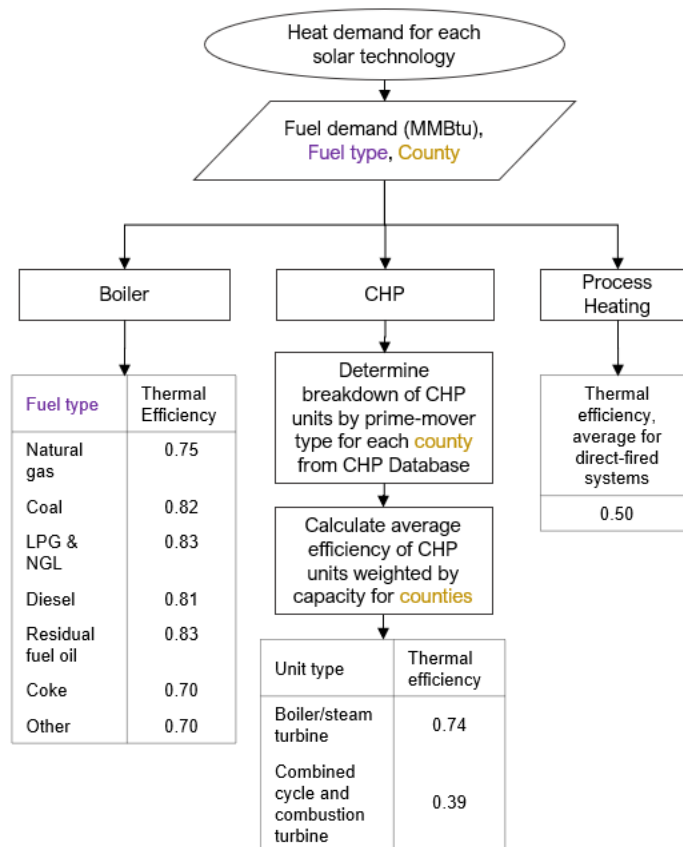 Heat demand for each
solar technology
Fuel demand (MMBtu),
Fuel type, County
Boiler
CHP
Process
Heating
Fuel type
Thermal
Efficiency
Natural
gas
0.75
Coal
0.82
LPG &
NGL
0.83
Diesel
0.81
Residual
fuel oil
0.83
Coke
0.70
Other
0.70
Determine
breakdown of CHP
units by prime-mover
type for each county
from CHP Database
Calculate average
efficiency of CHP
units weighted by
capacity for counties
Unit type
Thermal
efficiency
Boiler/steam
turbine
0.74
Combined
cycle and
combustion
turbine
0.39
Thermal
efficiency,
average for
direct-fired
systems
0.50